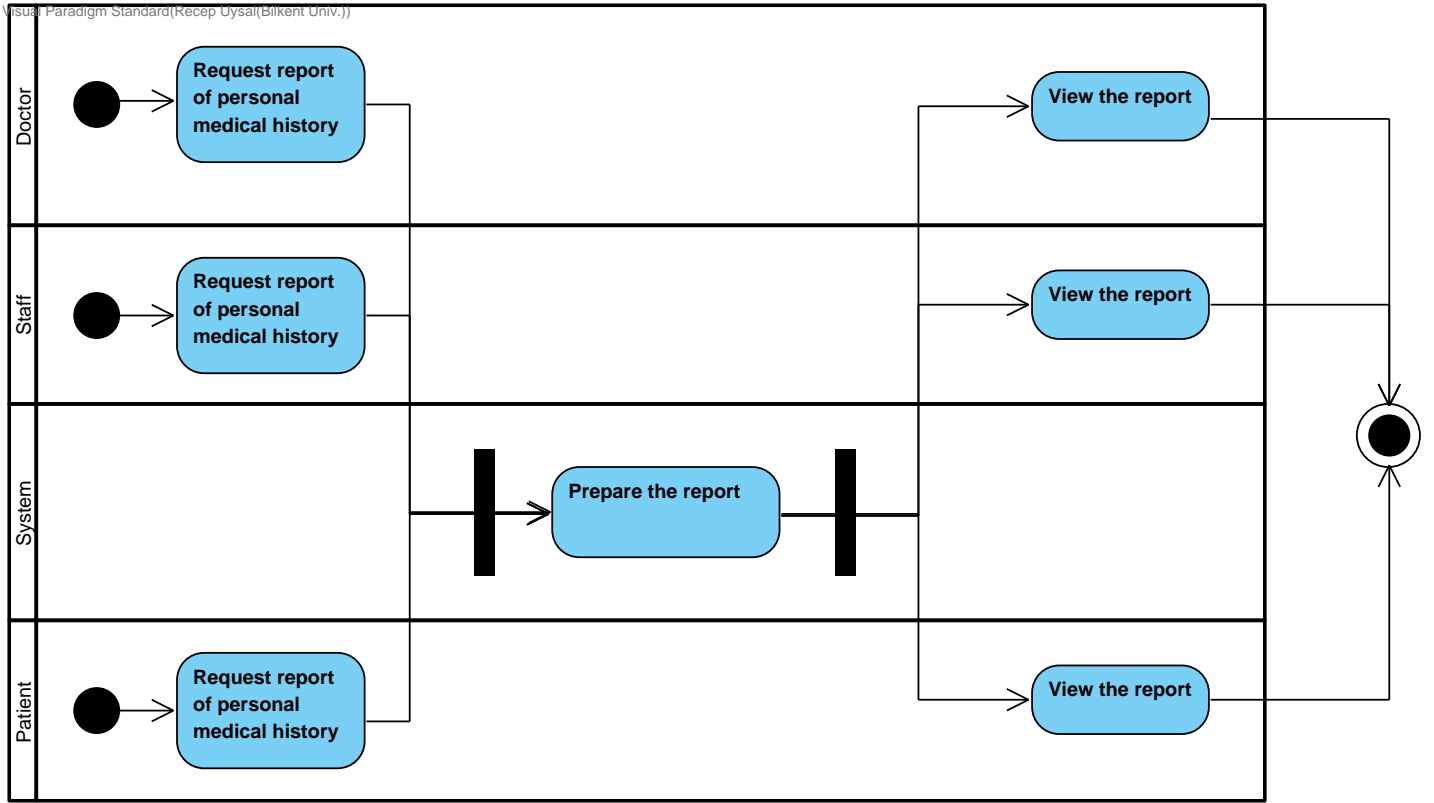 Visual Paradigm Standard(Recep Uysal(Bilkent Univ.))
Doctor
Request report
of personal
medical history
View the report
Staff
Request report
of personal
medical history
View the report
System
Prepare the report
Patient
Request report
of personal
medical history
View the report